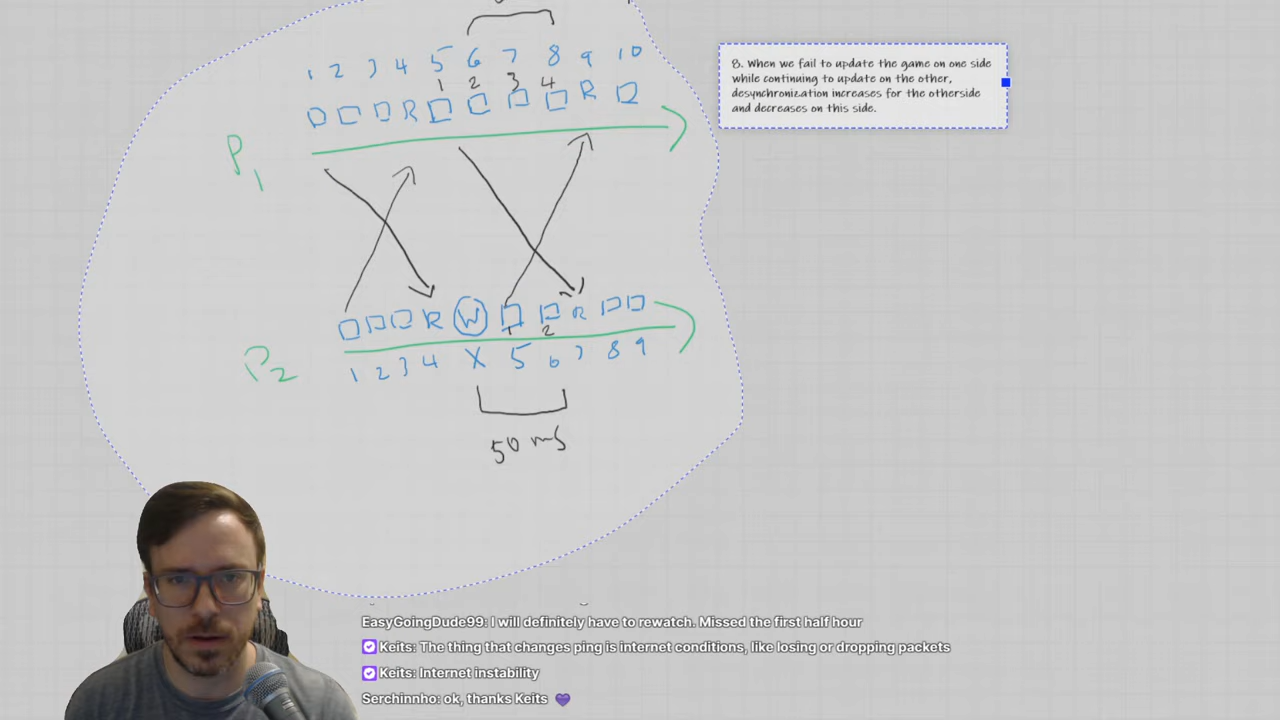 1 2 3 4 5 6 7 8 9 10
1 2 3 4
R R
P1
R W R
1 2
P2
1 2 3 4 X 5 6 7 8 9
50 ms
8. When we fail to update the game on one side
while continuing to update on the other,
desynchronization increases for the otherside
and decreases on this side.
EasyGoingDude99: I will definitely have to rewatch. Missed the first half hour
Keits: The thing that changes ping is internet conditions, like losing or dropping packets
Keits: Internet instability
Serchinnho: ok, thanks Keits 💜